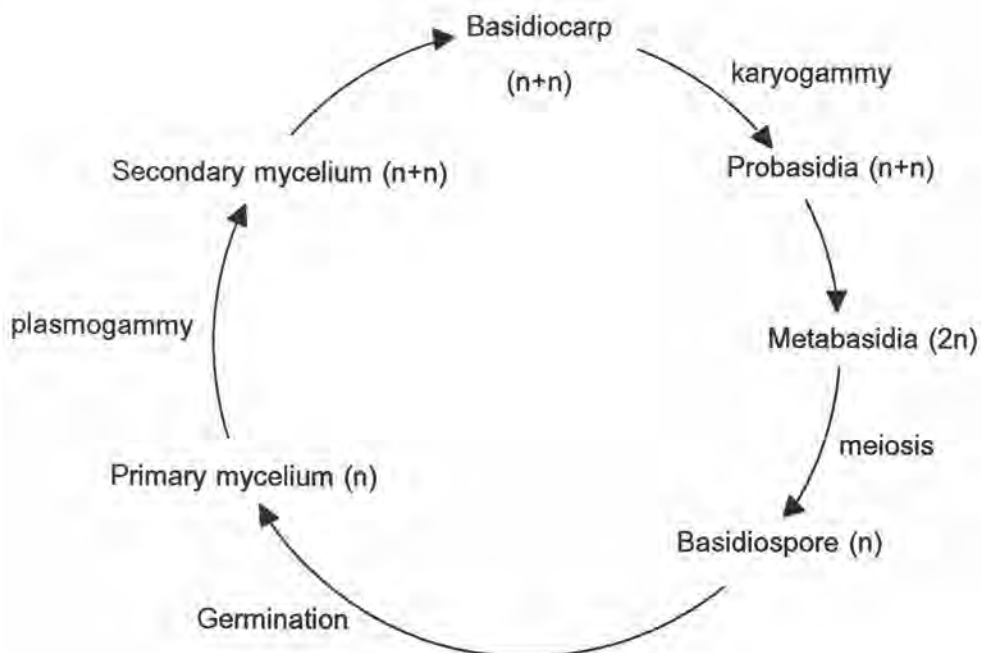 Basidiocarp
(n+n)
karyogammy
Probasidia (n+n)
Metabasidia (2n)
meiosis
Basidiospore (n)
Germination
Primary mycelium (n)
plasmogammy
Secondary mycelium (n+n)